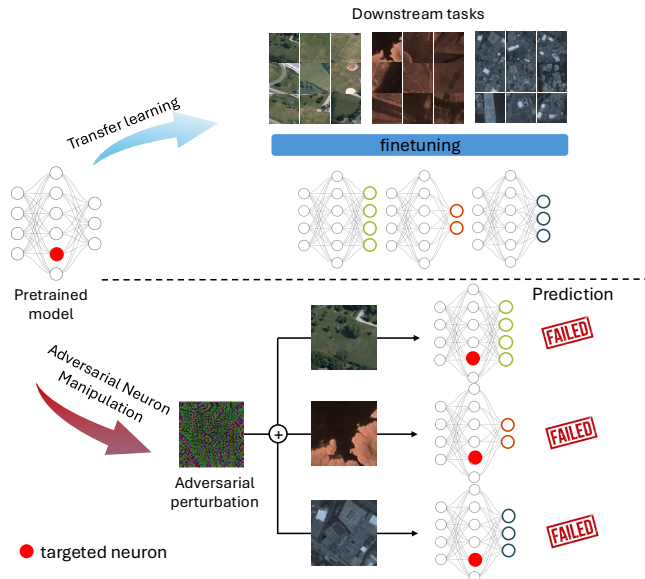 Downstream tasks
Transfer learning
finetuning
Pretrained
model
Prediction
FAILED
Adversarial Neuron
Manipulation
Adversarial
perturbation
FAILED
FAILED
targeted neuron